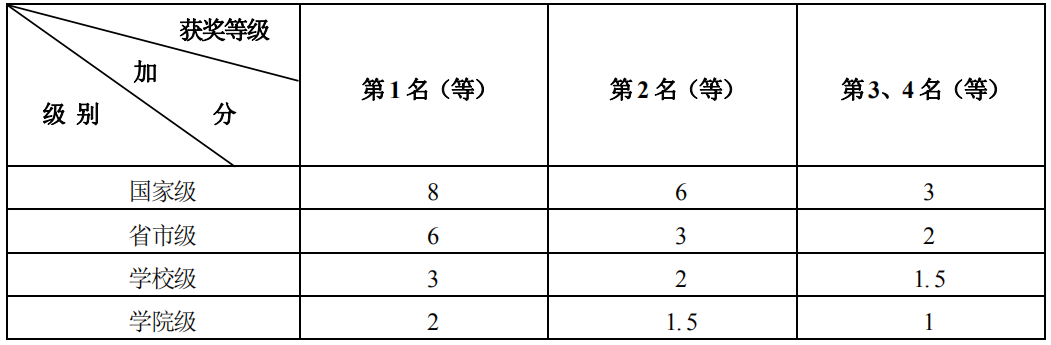 获奖等级
加
级 别 分
第1名（等） 第2名（等） 第3、4名（等）
国家级 8 6 3
省市级 6 3 2
学校级 3 2 1.5
学院级 2 1.5 1